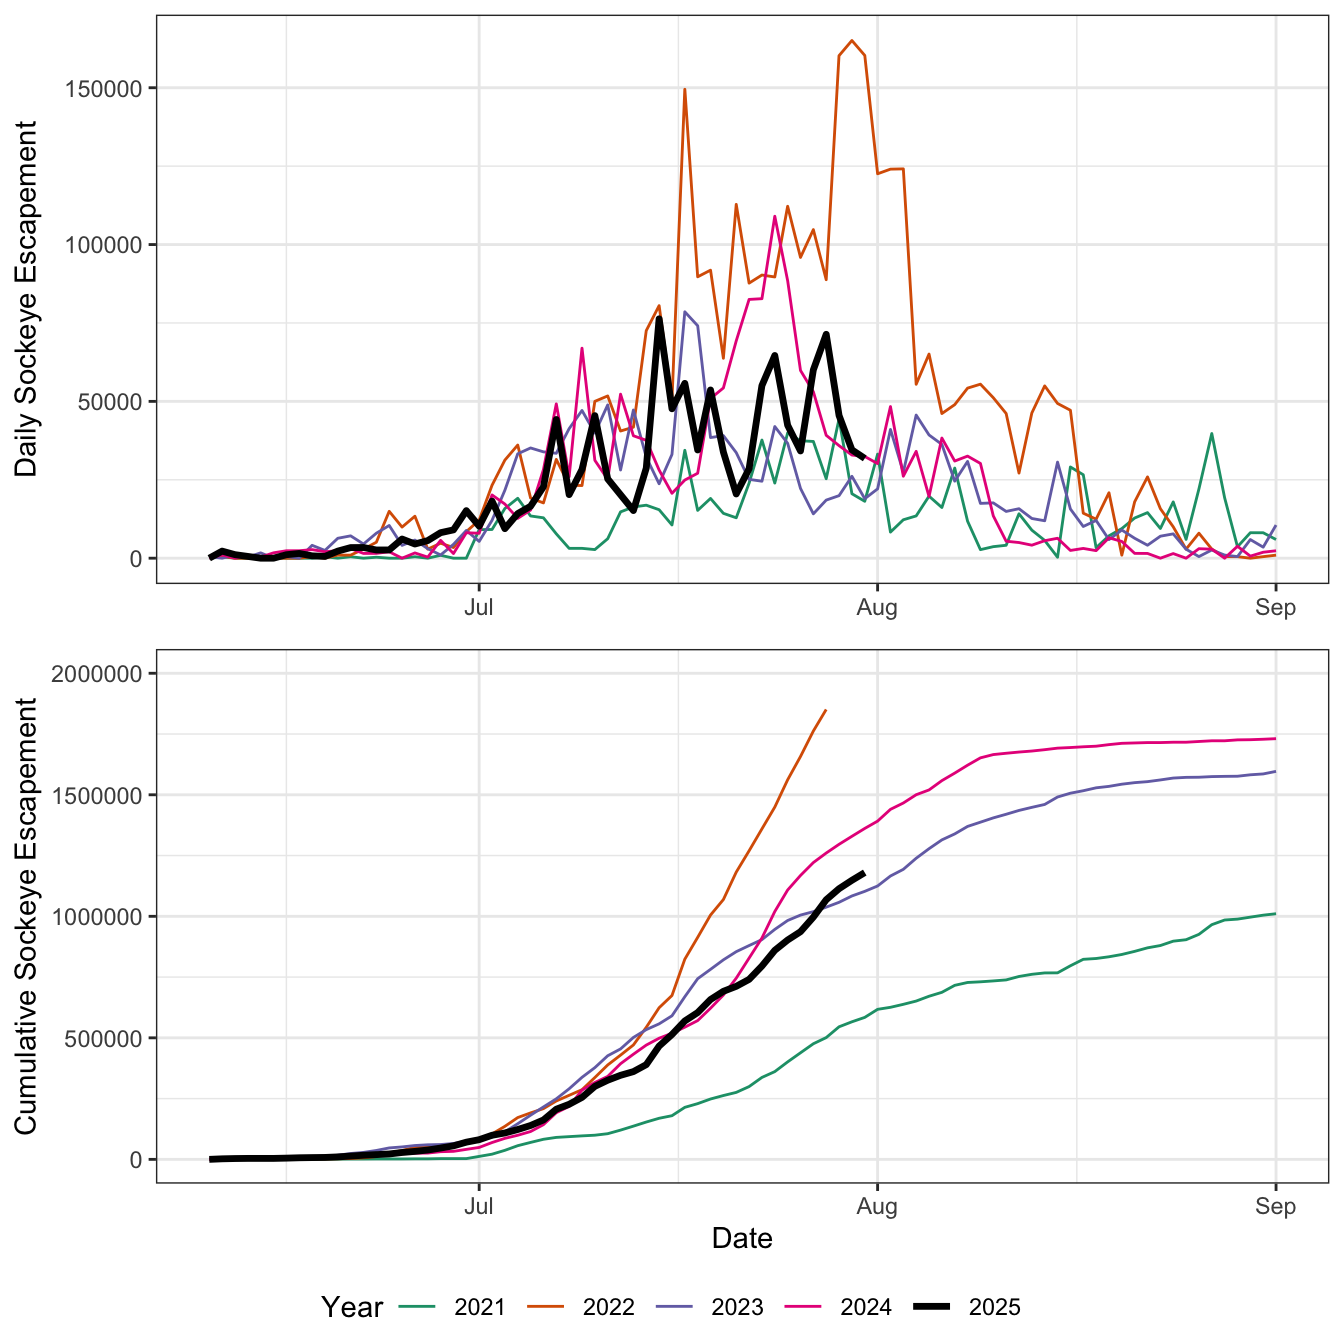 Daily Sockeye Escapement
150000
100000
50000
0
Jul Aug Sep
Cumulative Sockeye Escapement
2000000
1500000
1000000
500000
0
Jul Aug Sep
Date
Year 2021 2022 2023 2024 2025